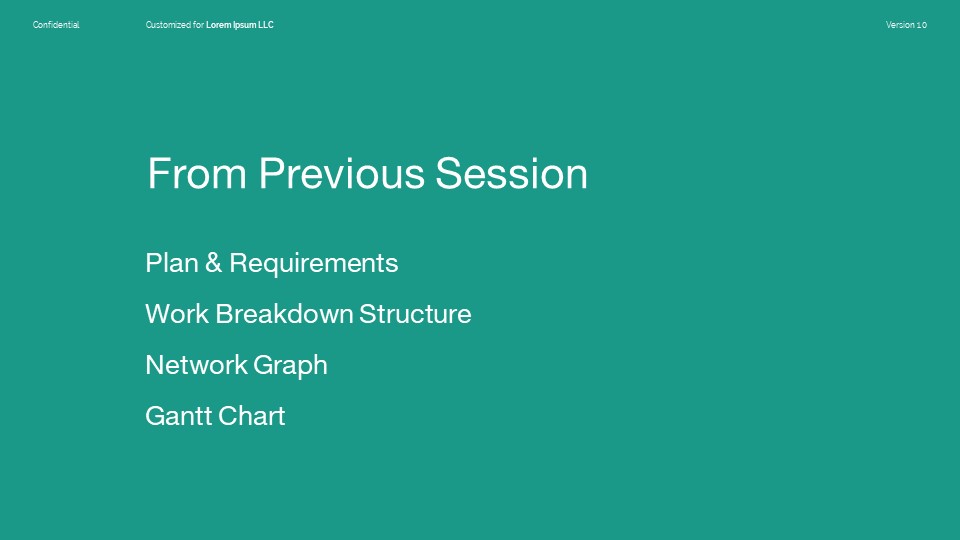 Confidential
Customized for Lorem Ipsum LLC
Version 1.0
From Previous Session
Plan & Requirements
Work Breakdown Structure
Network Graph
Gantt Chart